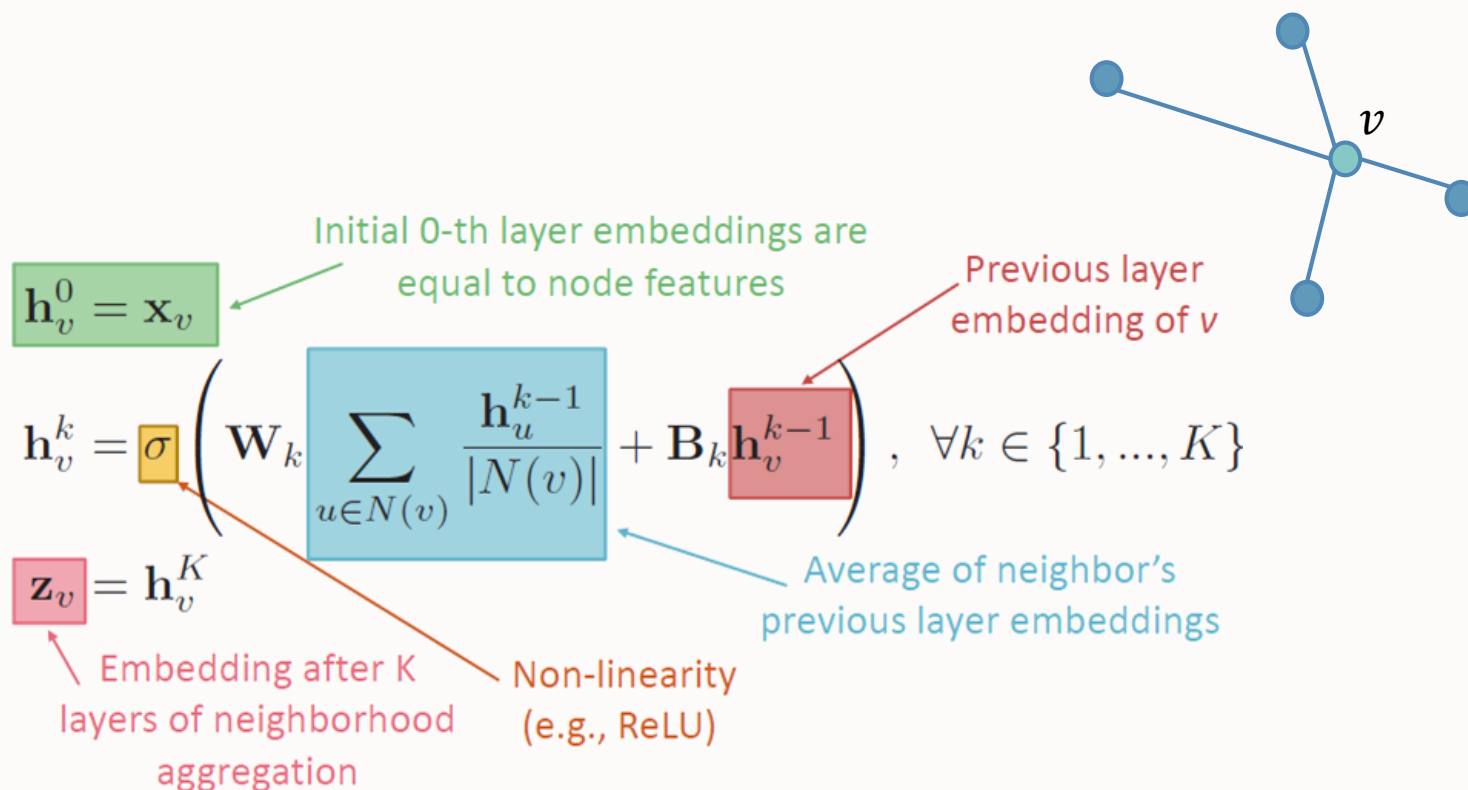 v
Initial 0-th layer embeddings are
equal to node features
Previous layer
embedding of v
h_v^0 = x_v
h_v^k = σ ( W_k ∑_{u∈N(v)} h_u^{k−1} / |N(v)| + B_k h_v^{k−1} ) , ∀k ∈ {1, ..., K}
z_v = h_v^K
Average of neighbor's
previous layer embeddings
Embedding after K
layers of neighborhood
aggregation
Non-linearity
(e.g., ReLU)